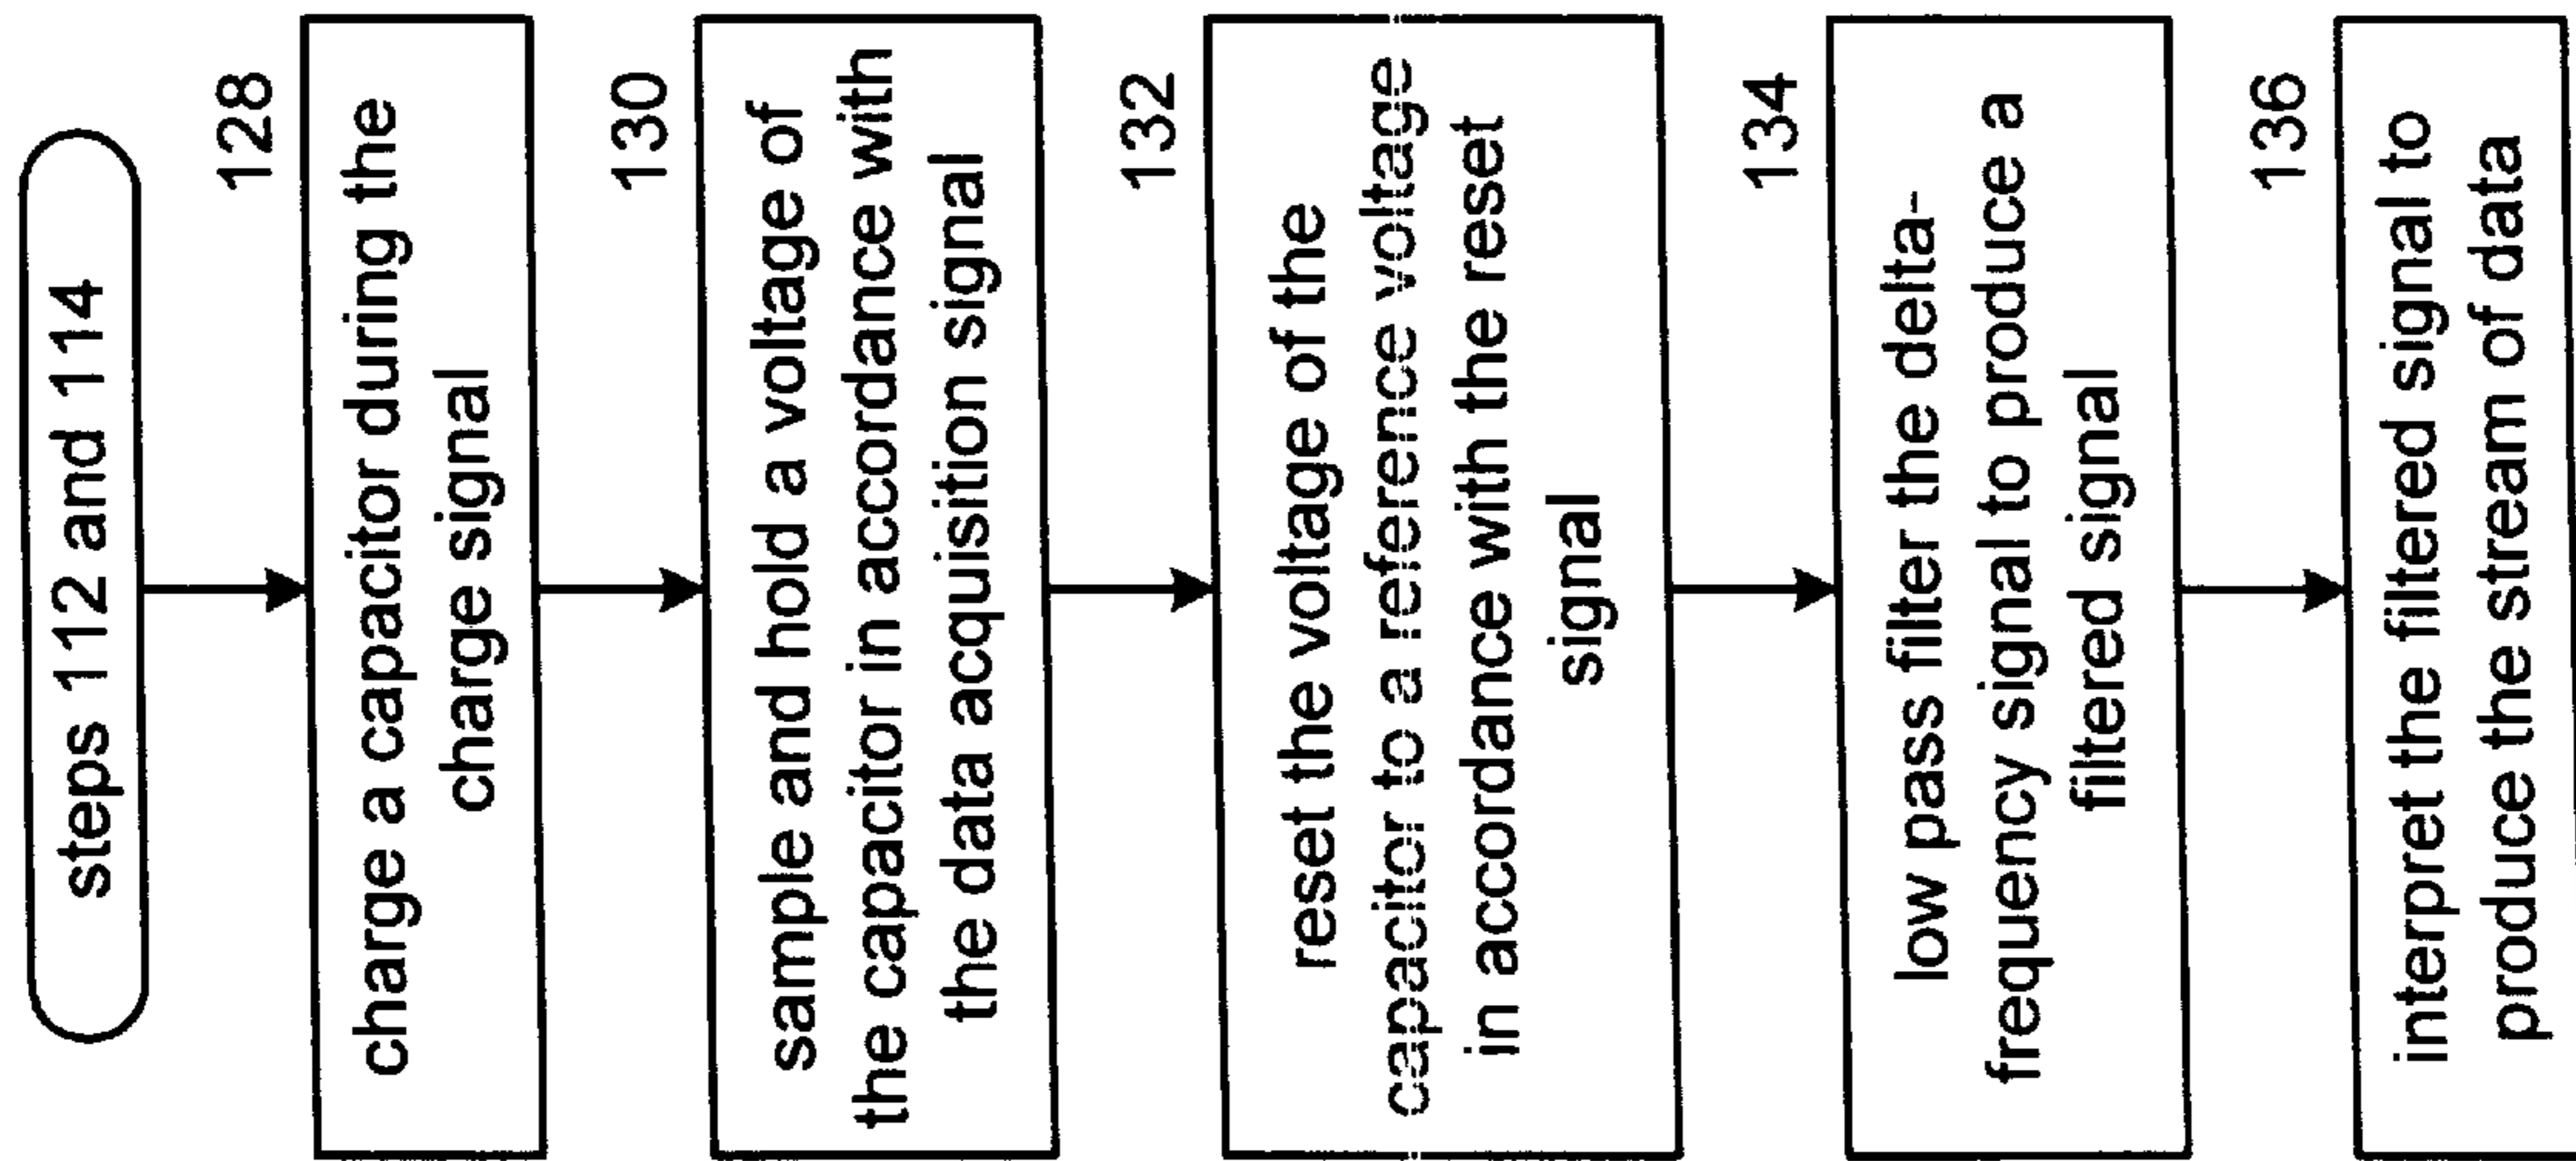 steps 112 and 114
128
charge a capacitor during the
charge signal
130
sample and hold a voltage of
the capacitor in accordance with
the data acquisition signal
132
reset the voltage of the
capacitor to a reference voltage
in accordance with the reset
signal
134
low pass filter the delta-
frequency signal to produce a
filtered signal
136
interpret the filtered signal to
produce the stream of data